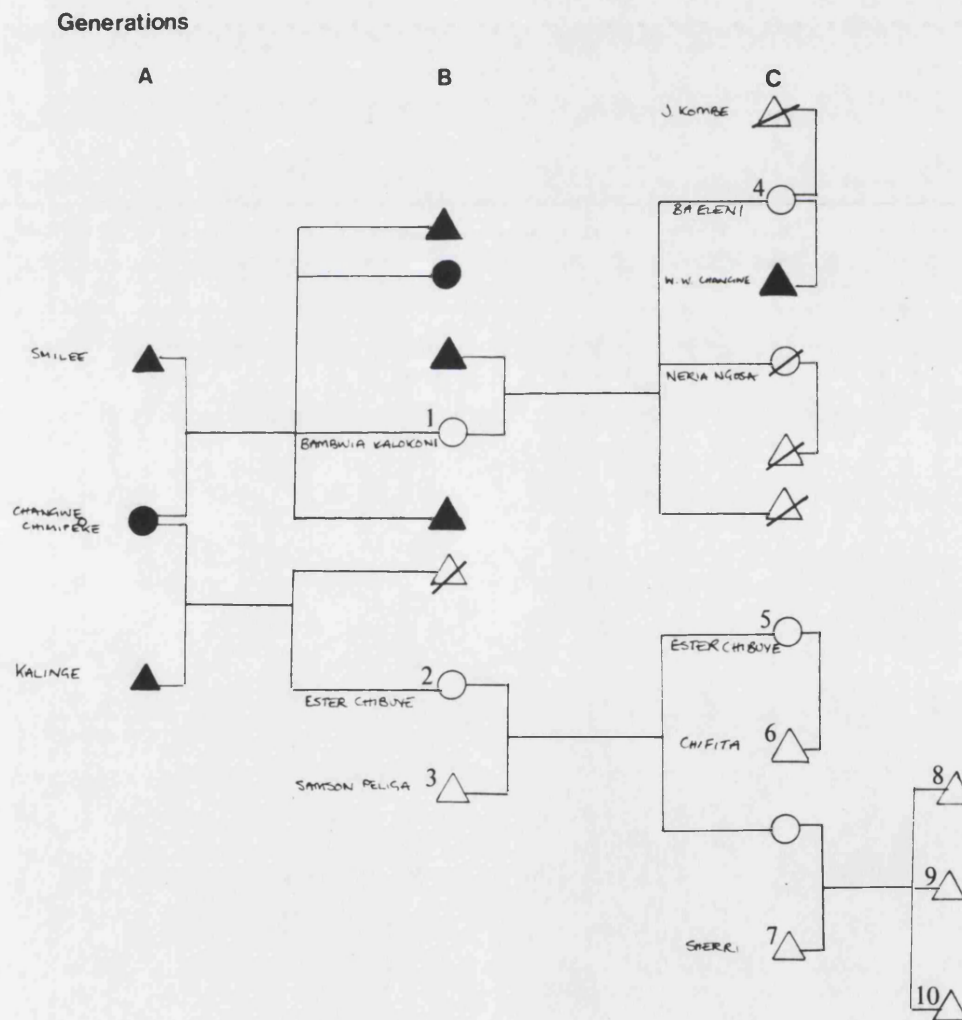 Generations
A B C
J. KOMBE
4
BA ELENI
W.W. CHANGWE
SMILEE
NERIA NGOSA
1
BAMBWIA KALOKONI
CHANGWE
CHIMIPEKE
5
ESTER CHIBUYE
KALINGE
2
ESTER CHIBUYE
CHIFITA 6
SAMSON PELIGA 3
8
9
SHERRI 7
10